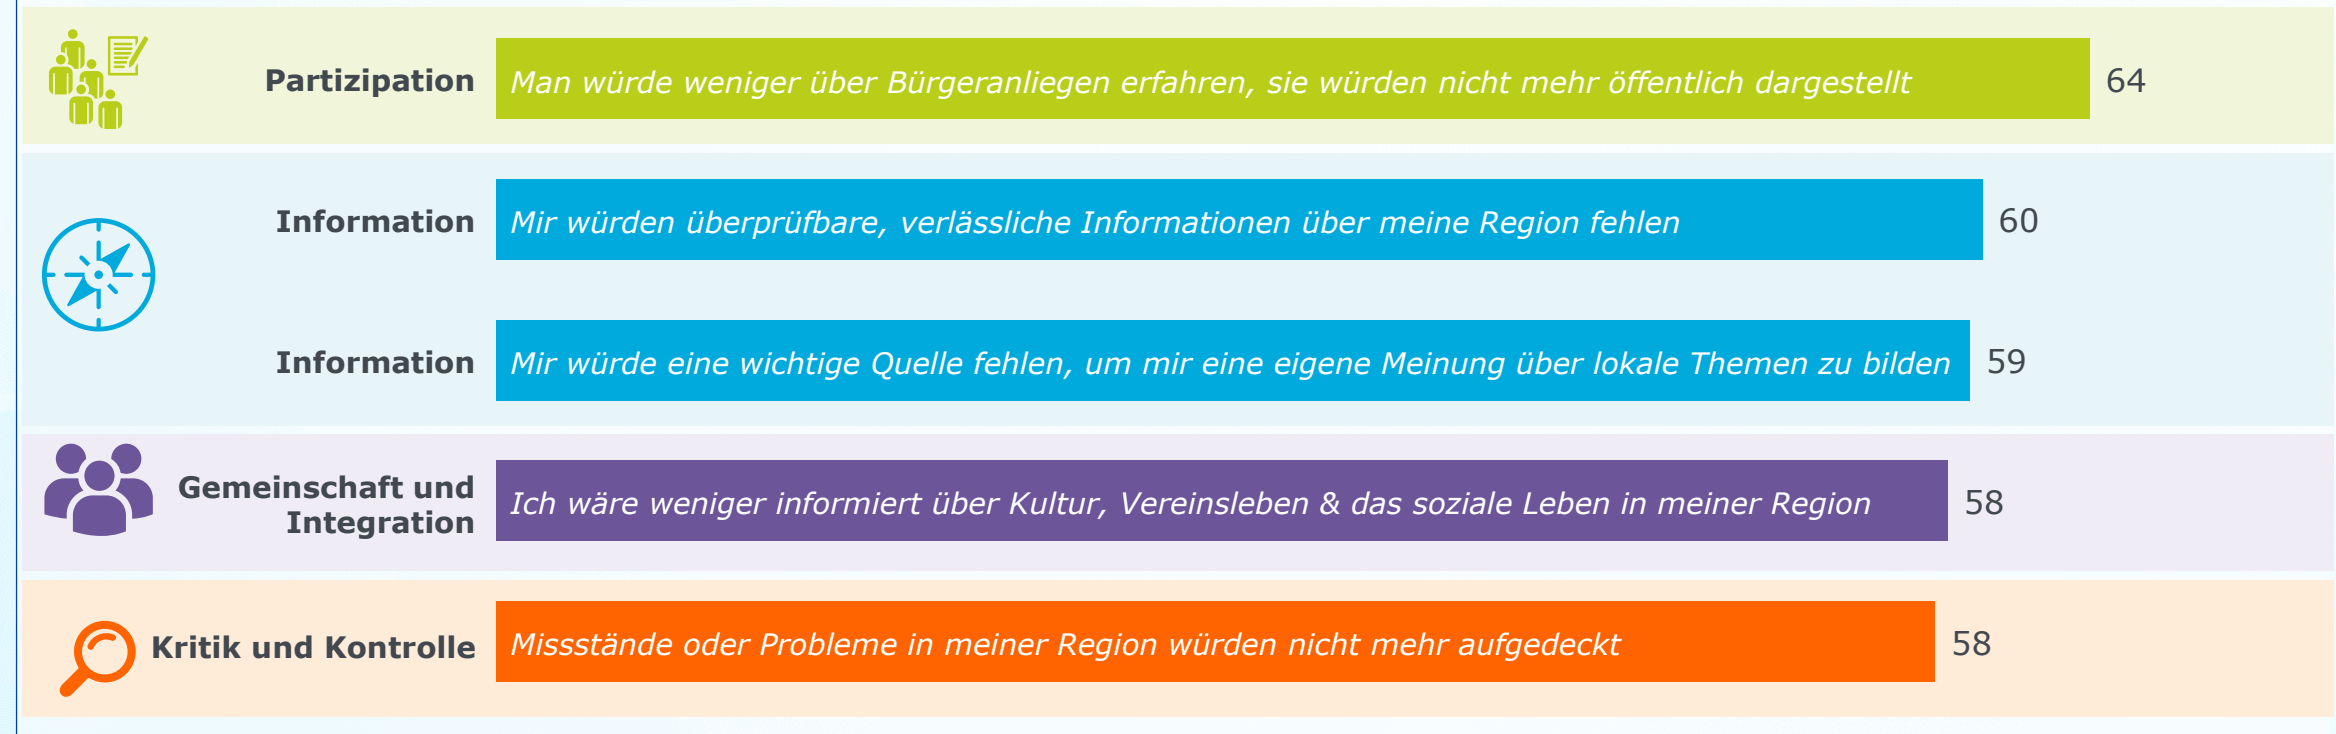 Partizipation
Man würde weniger über Bürgeranliegen erfahren, sie würden nicht mehr öffentlich dargestellt
64
Information
Mir würden überprüfbare, verlässliche Informationen über meine Region fehlen
60
Information
Mir würde eine wichtige Quelle fehlen, um mir eine eigene Meinung über lokale Themen zu bilden
59
Gemeinschaft und
Integration
Ich wäre weniger informiert über Kultur, Vereinsleben & das soziale Leben in meiner Region
58
Kritik und Kontrolle
Missstände oder Probleme in meiner Region würden nicht mehr aufgedeckt
58